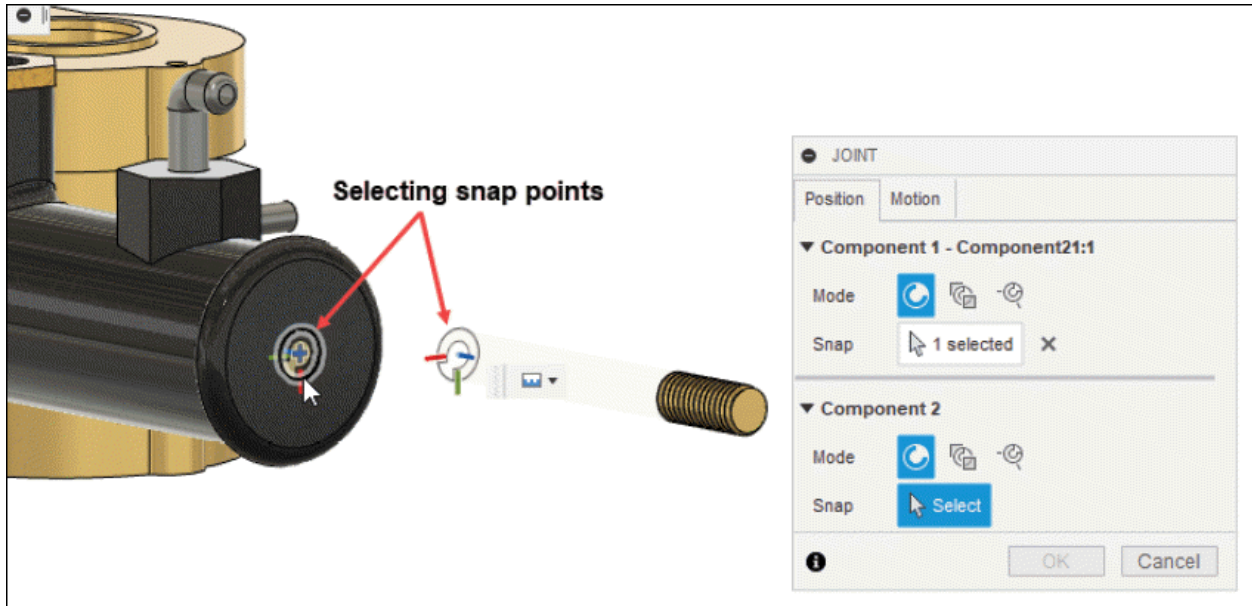 Selecting snap points
JOINT
Position Motion
Component 1 - Component21:1
Mode
Snap 1 selected
Component 2
Mode
Snap Select
OK Cancel